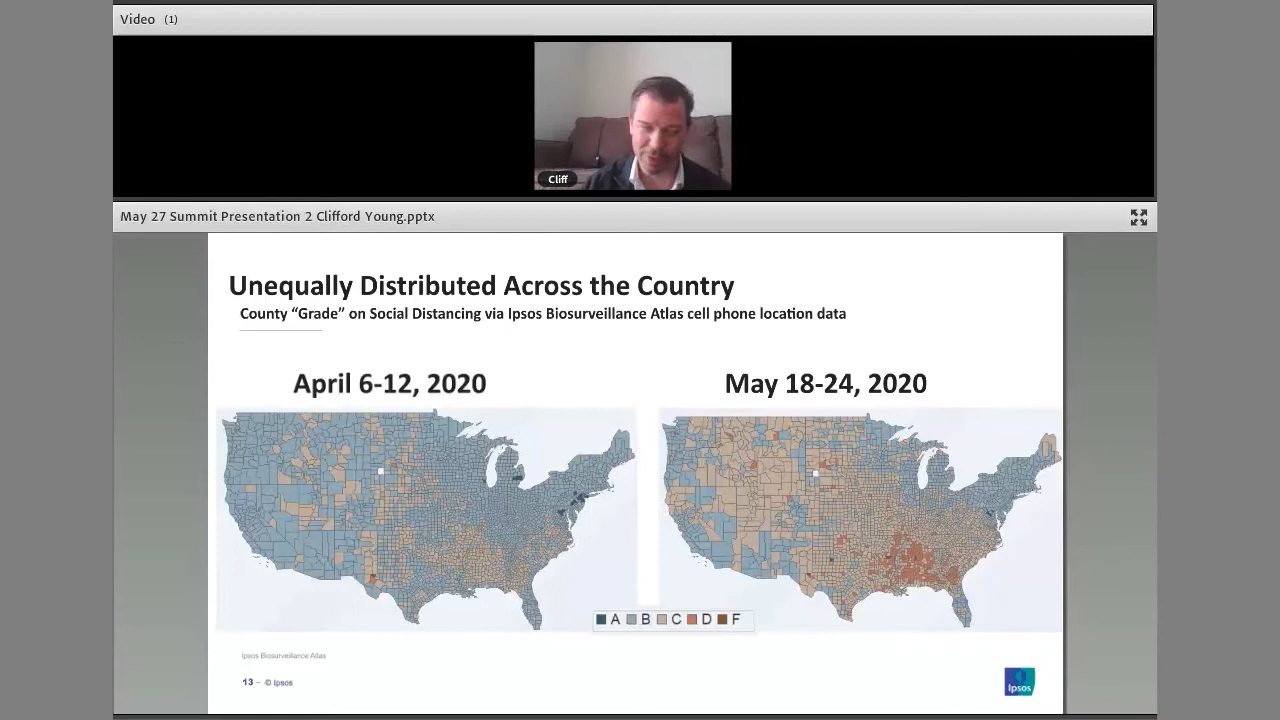 Video (1)
Cliff
May 27 Summit Presentation 2 Clifford Young.pptx
Unequally Distributed Across the Country
County “Grade” on Social Distancing via Ipsos Biosurveillance Atlas cell phone location data
April 6-12, 2020
May 18-24, 2020
A B C D F
Ipsos Biosurveillance Atlas
13 – © Ipsos
Ipsos